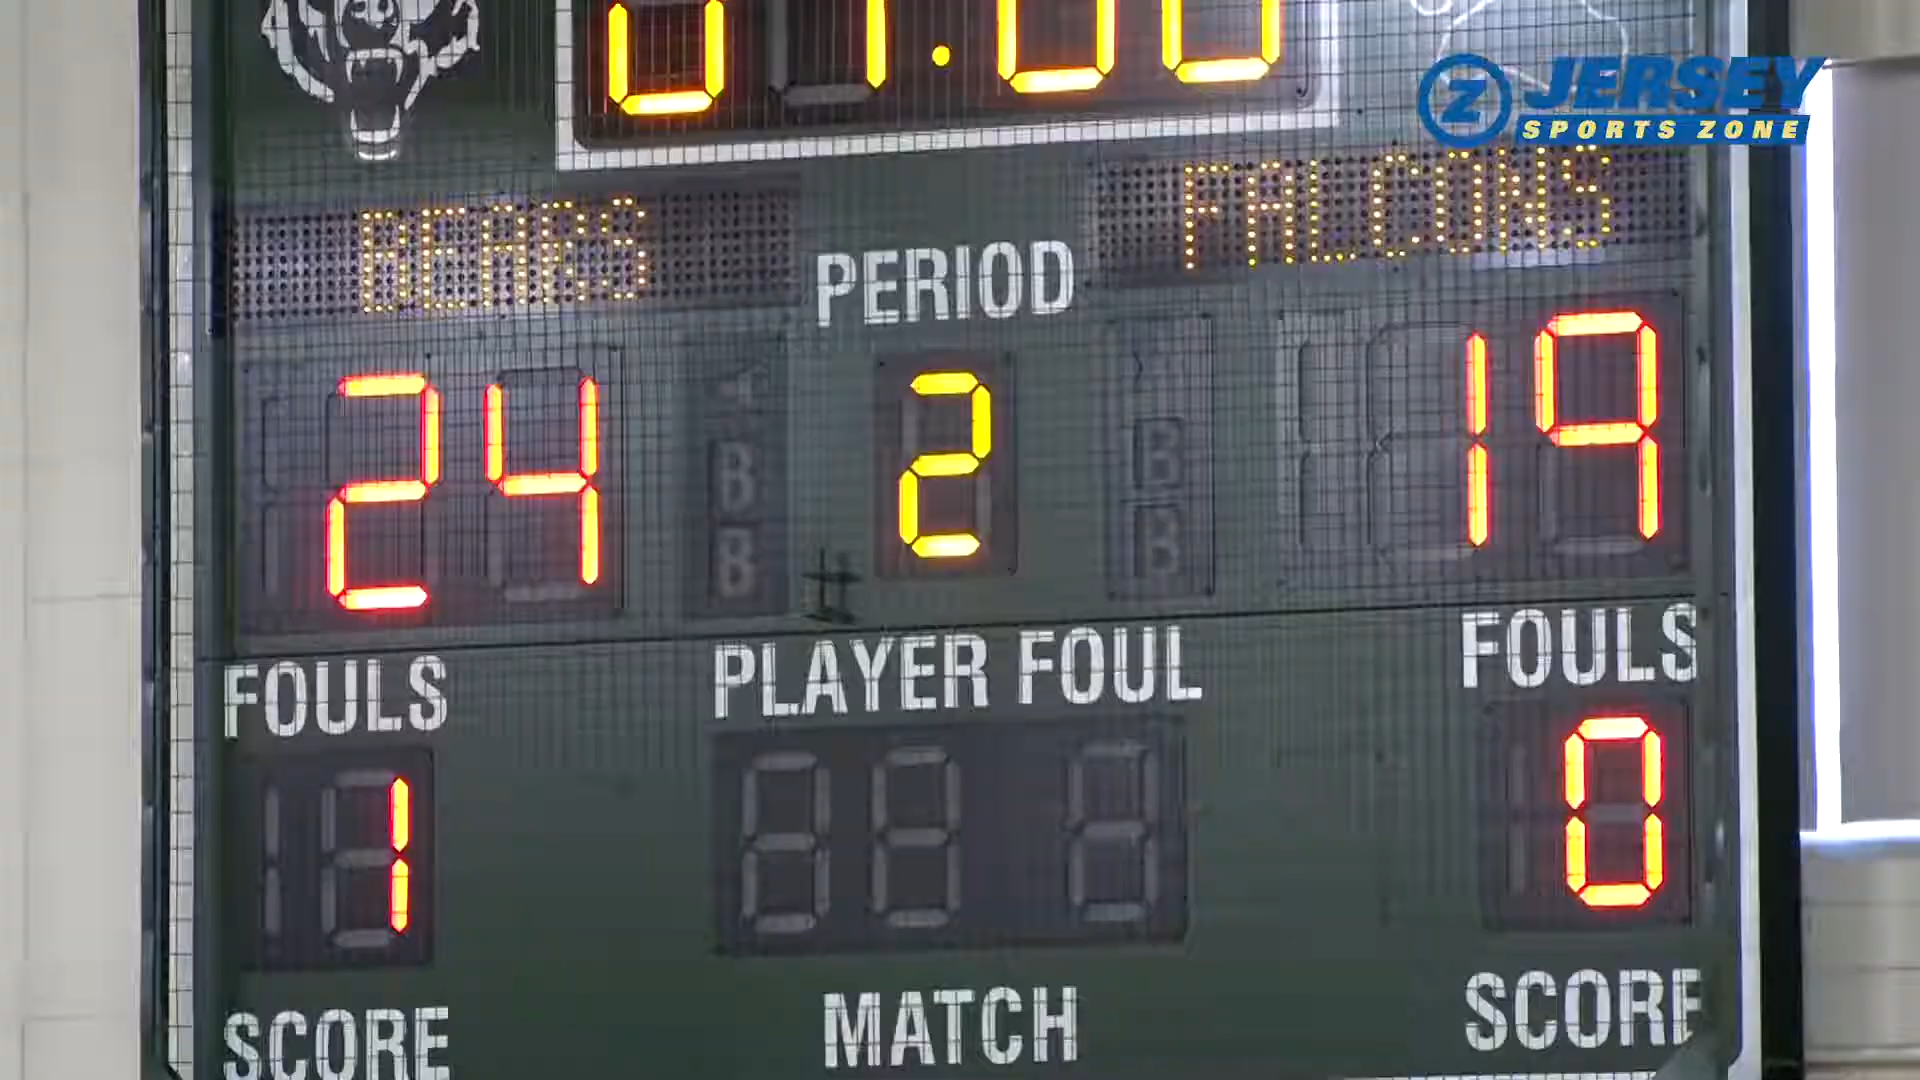 JERSEY
SPORTS ZONE
BEARS
FALCONS
PERIOD
24
2
19
FOULS
PLAYER FOUL
FOULS
1
0
SCORE
MATCH
SCORE